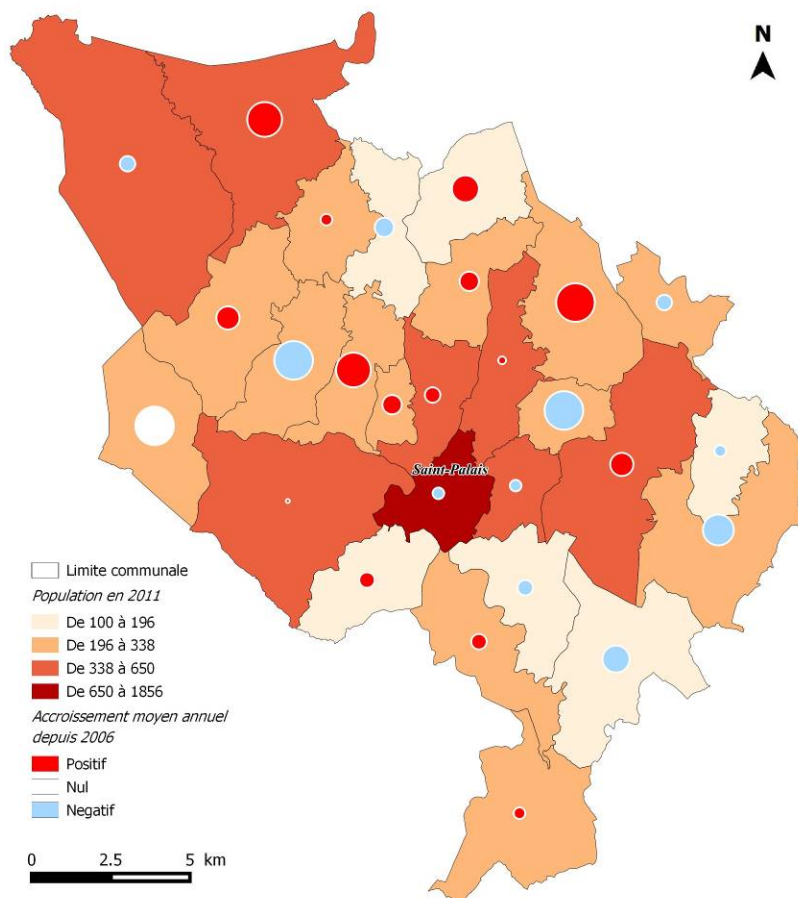 N
Saint-Palais
Limite communale
Population en 2011
De 100 à 196
De 196 à 338
De 338 à 650
De 650 à 1856
Accroissement moyen annuel
depuis 2006
Positif
Nul
Negatif
0 2.5 5 km